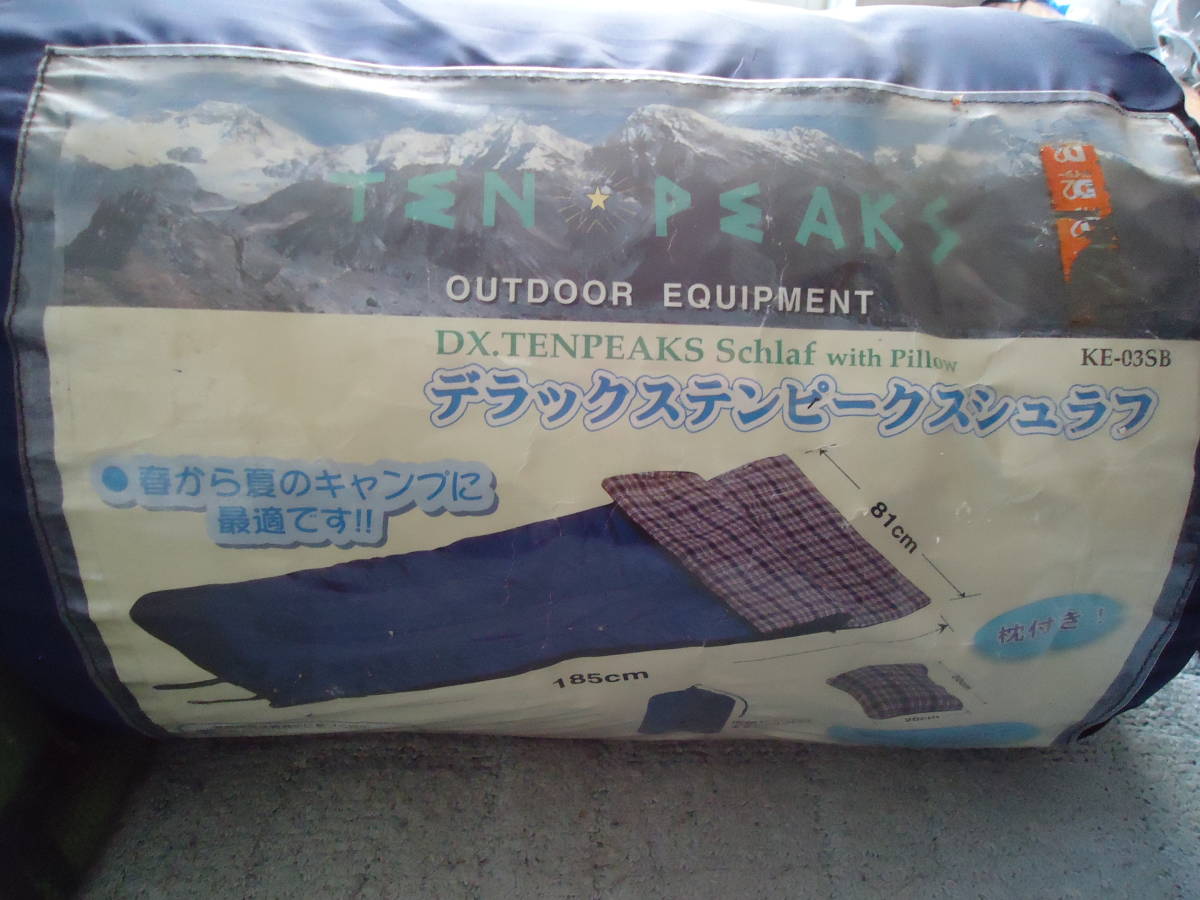 TEN PEAKS
OUTDOOR EQUIPMENT
DX.TENPEAKS Schlaf with Pillow
KE-03SB
デラックステンピークスシュラフ
●春から夏のキャンプに
最適です!!
81cm
185cm
枕付き!